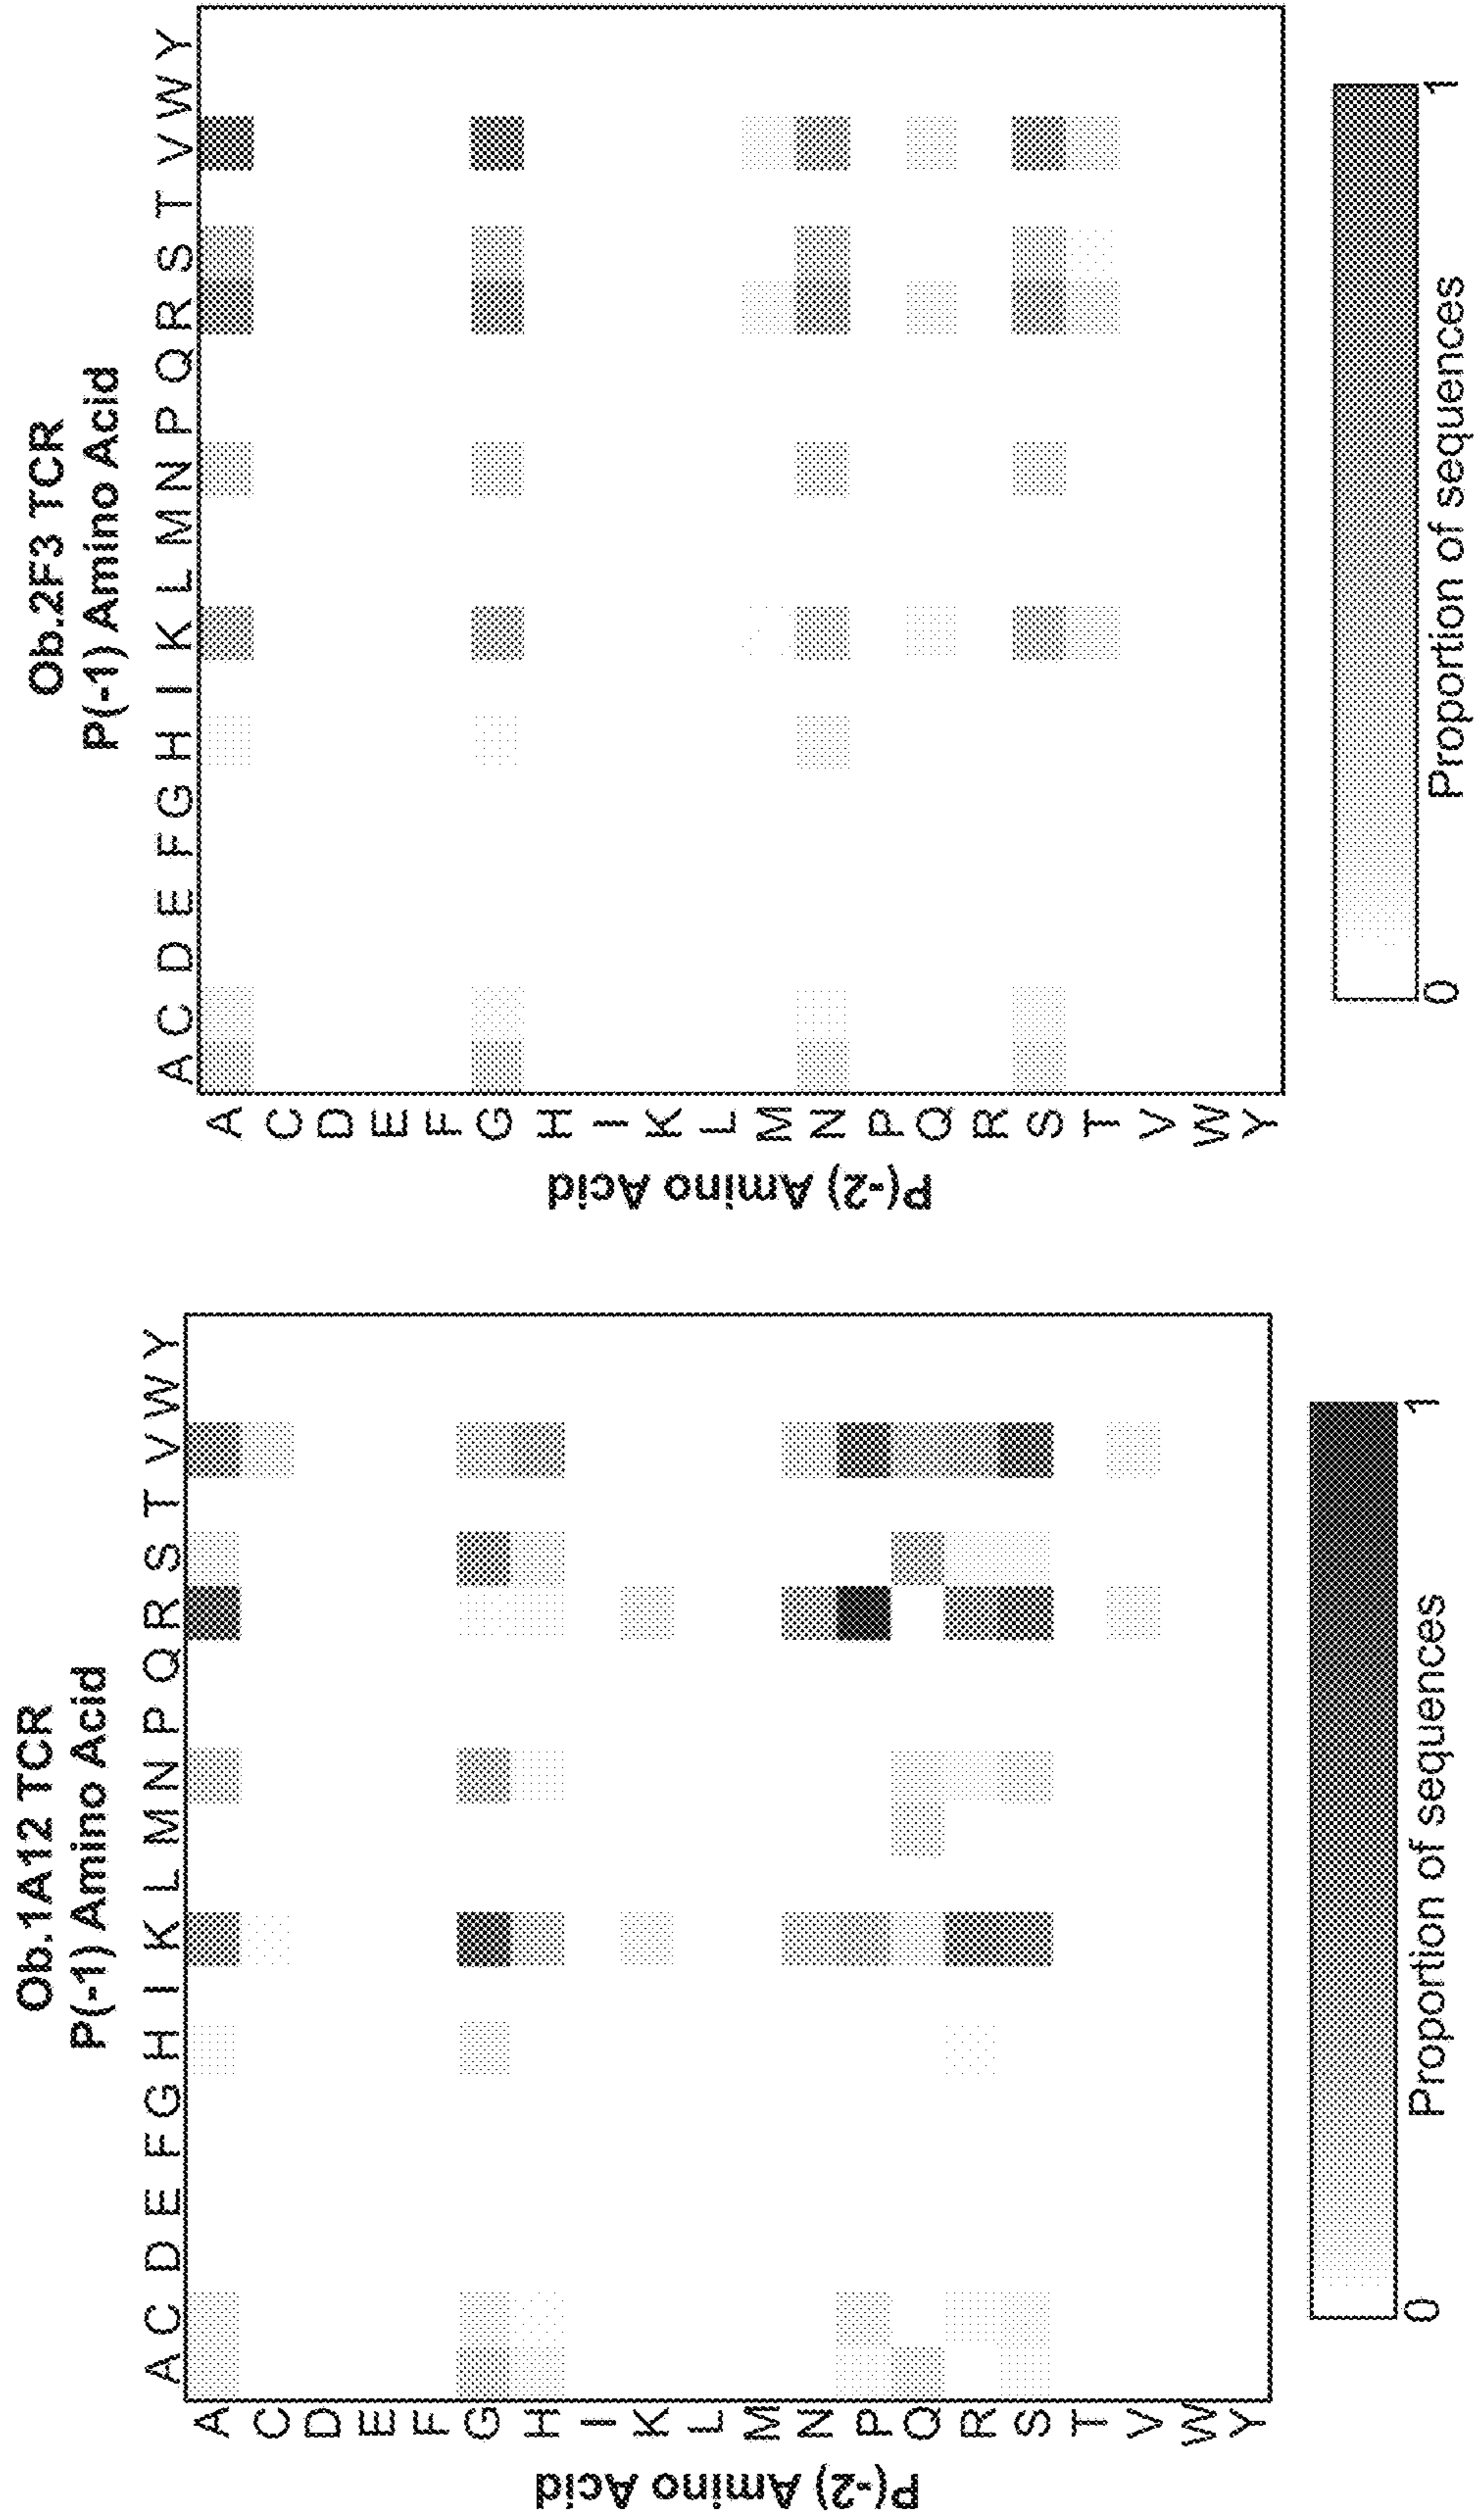 Ob.1A12 TCR
P(-1) Amino Acid
A C D E F G H I K L M N P Q R S T V W Y
P(-2) Amino Acid
A
C
D
E
F
G
H
I
K
L
M
N
P
Q
R
S
T
V
W
Y
0 1
Proportion of sequences
Ob.2F3 TCR
P(-1) Amino Acid
A C D E F G H I K L M N P Q R S T V W Y
P(-2) Amino Acid
A
C
D
E
F
G
H
I
K
L
M
N
P
Q
R
S
T
V
W
Y
0 1
Proportion of sequences